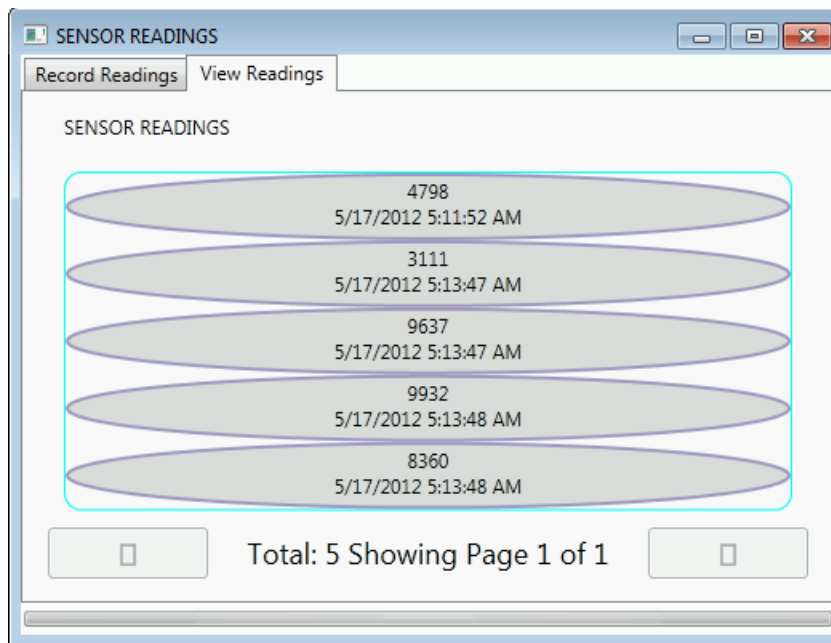 SENSOR READINGS
Record Readings View Readings
SENSOR READINGS
4798
5/17/2012 5:11:52 AM
3111
5/17/2012 5:13:47 AM
9637
5/17/2012 5:13:47 AM
9932
5/17/2012 5:13:48 AM
8360
5/17/2012 5:13:48 AM
Total: 5 Showing Page 1 of 1